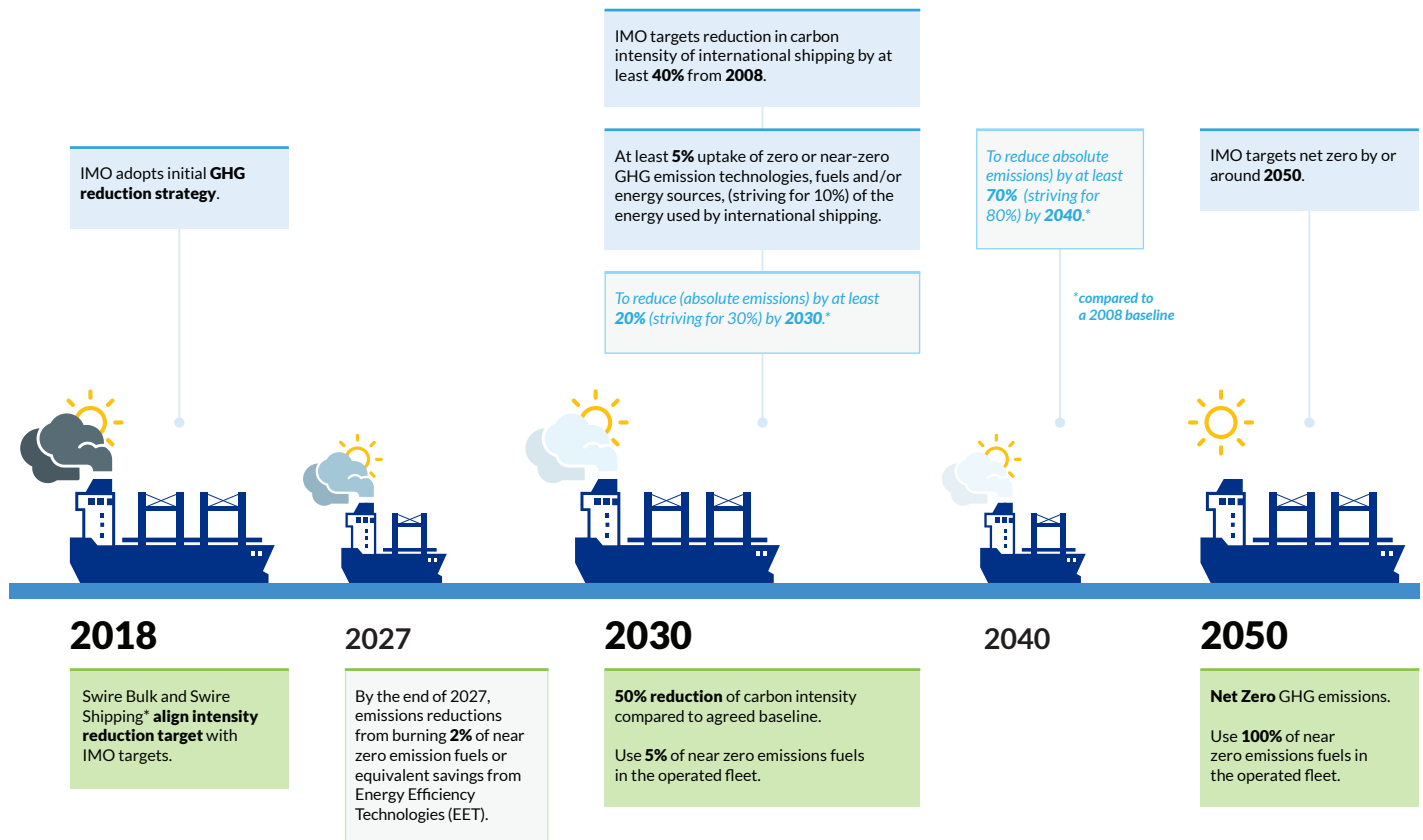 IMO targets reduction in carbon
intensity of international shipping by at
least 40% from 2008.
IMO adopts initial GHG
reduction strategy.
At least 5% uptake of zero or near-zero
GHG emission technologies, fuels and/or
energy sources, (striving for 10%) of the
energy used by international shipping.
To reduce (absolute emissions) by at least
20% (striving for 30%) by 2030.*
To reduce absolute
emissions) by at least
70% (striving for
80%) by 2040.*
*compared to
a 2008 baseline
IMO targets net zero by or
around 2050.
2018
2027
2030
2040
2050
Swire Bulk and Swire
Shipping* align intensity
reduction target with
IMO targets.
By the end of 2027,
emissions reductions
from burning 2% of near
zero emission fuels or
equivalent savings from
Energy Efficiency
Technologies (EET).
50% reduction of carbon intensity
compared to agreed baseline.
Use 5% of near zero emissions fuels
in the operated fleet.
Net Zero GHG emissions.
Use 100% of near
zero emissions fuels in
the operated fleet.